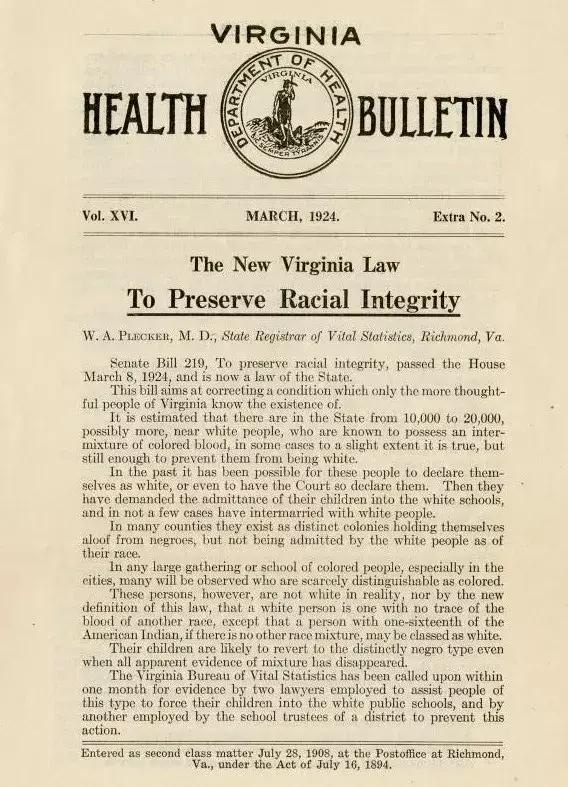 VIRGINIA
HEALTH BULLETIN
DEPARTMENT OF HEALTH
VIRGINIA
SIC SEMPER TYRANNIS
Vol. XVI. MARCH, 1924. Extra No. 2.
The New Virginia Law
To Preserve Racial Integrity
W. A. PLECKER, M. D., State Registrar of Vital Statistics, Richmond, Va.
Senate Bill 219, To preserve racial integrity, passed the House
March 8, 1924, and is now a law of the State.
This bill aims at correcting a condition which only the more thought-
ful people of Virginia know the existence of.
It is estimated that there are in the State from 10,000 to 20,000,
possibly more, near white people, who are known to possess an inter-
mixture of colored blood, in some cases to a slight extent it is true, but
still enough to prevent them from being white.
In the past it has been possible for these people to declare them-
selves as white, or even to have the Court so declare them. Then they
have demanded the admittance of their children into the white schools,
and in not a few cases have intermarried with white people.
In many counties they exist as distinct colonies holding themselves
aloof from negroes, but not being admitted by the white people as of
their race.
In any large gathering or school of colored people, especially in the
cities, many will be observed who are scarcely distinguishable as colored.
These persons, however, are not white in reality, nor by the new
definition of this law, that a white person is one with no trace of the
blood of another race, except that a person with one-sixteenth of the
American Indian, if there is no other race mixture, may be classed as white.
Their children are likely to revert to the distinctly negro type even
when all apparent evidence of mixture has disappeared.
The Virginia Bureau of Vital Statistics has been called upon within
one month for evidence by two lawyers employed to assist people of
this type to force their children into the white public schools, and by
another employed by the school trustees of a district to prevent this
action.
Entered as second class matter July 28, 1908, at the Postoffice at Richmond,
Va., under the Act of July 16, 1894.